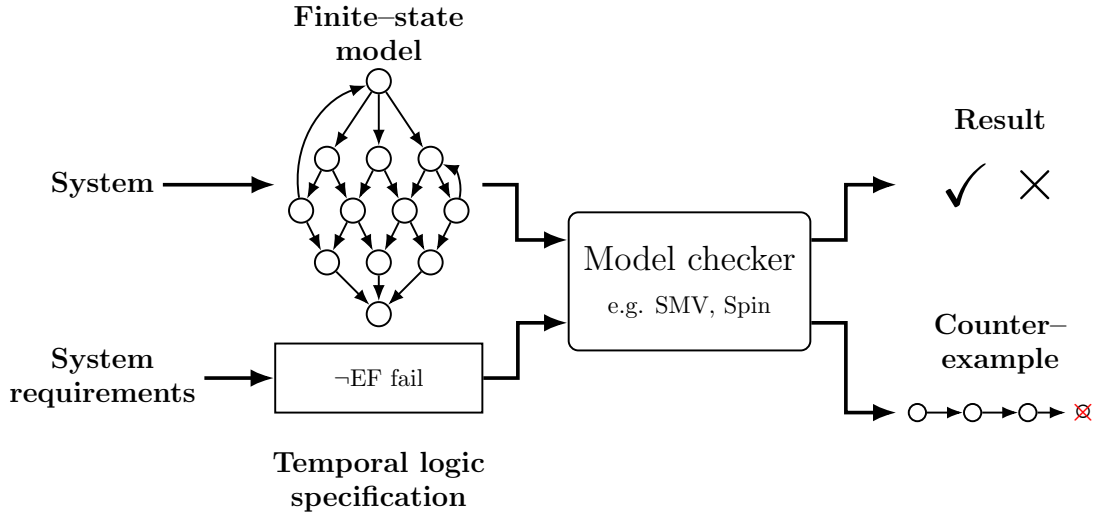 Finite–state
model
System
Result
Model checker
e.g. SMV, Spin
System
requirements
¬EF fail
Counter–
example
Temporal logic
specification